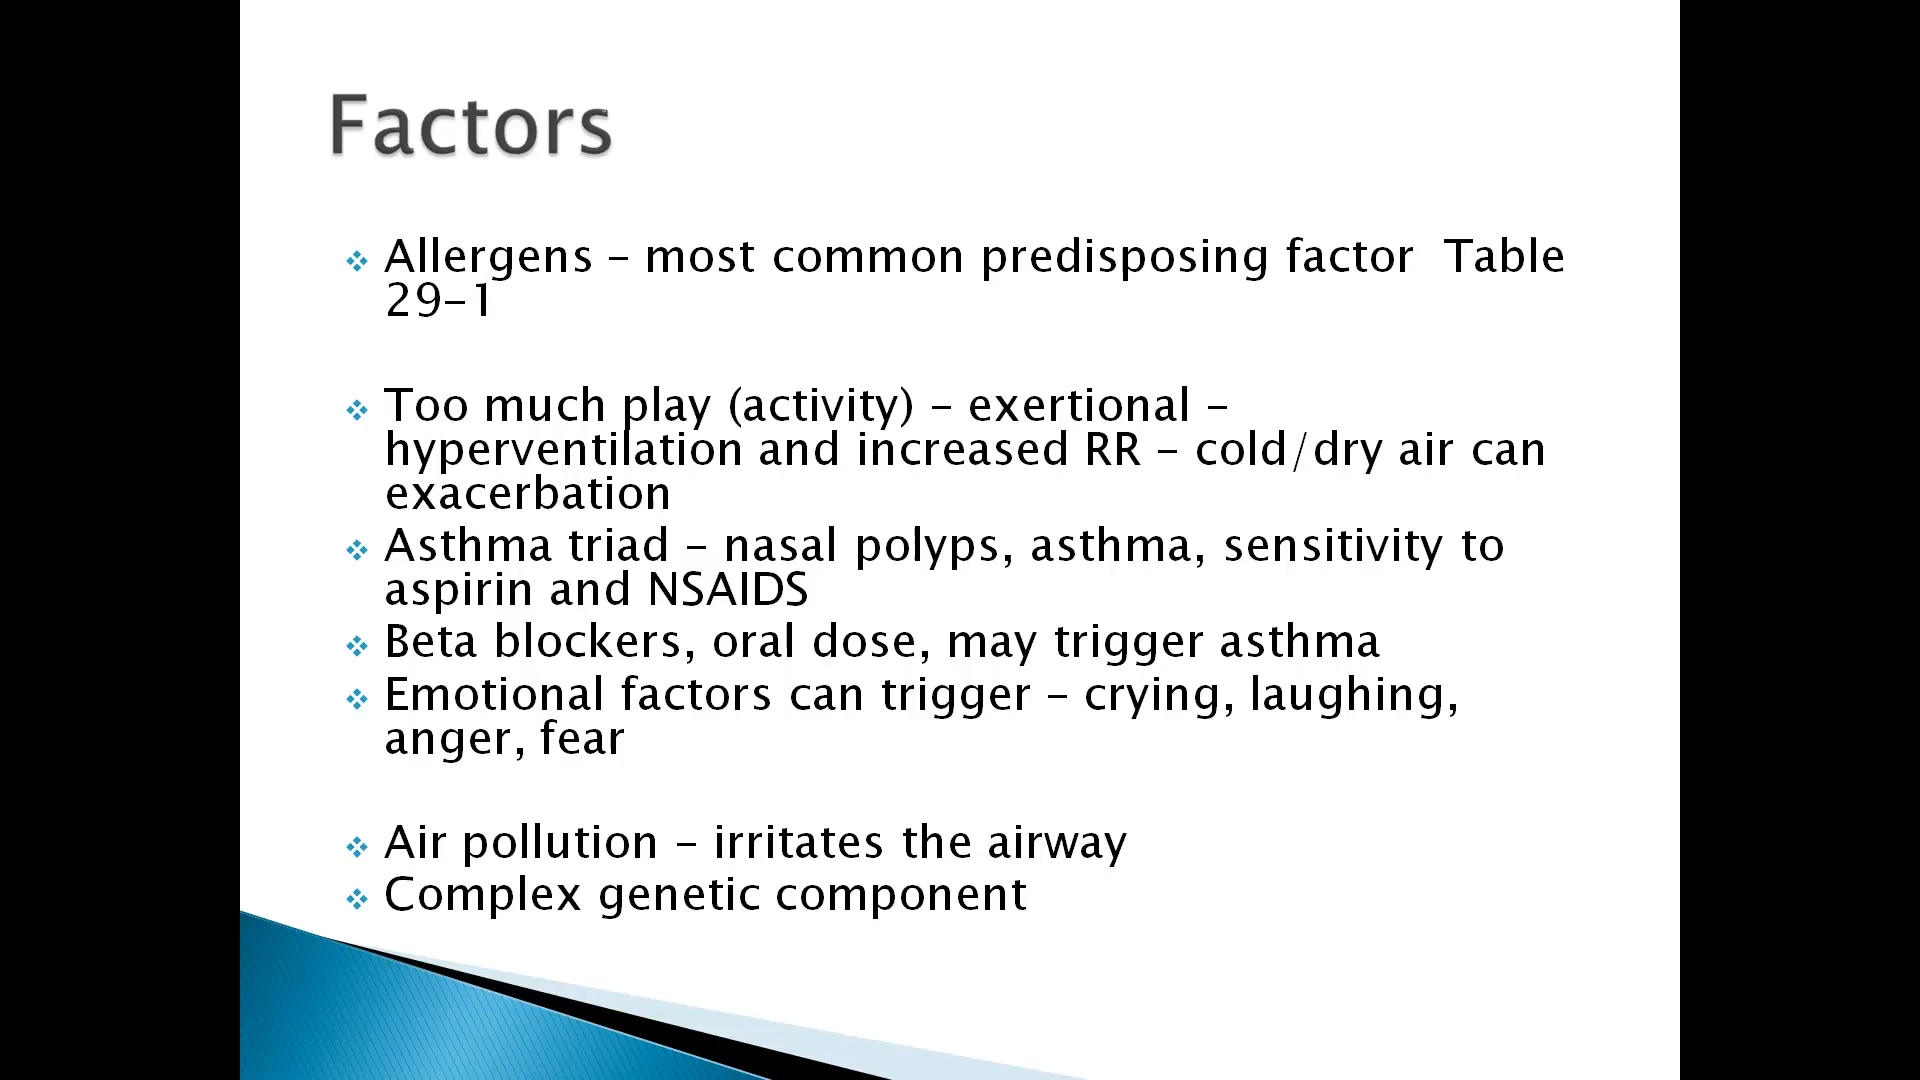 Factors
Allergens – most common predisposing factor Table
29-1
Too much play (activity) – exertional –
hyperventilation and increased RR – cold/dry air can
exacerbation
Asthma triad – nasal polyps, asthma, sensitivity to
aspirin and NSAIDS
Beta blockers, oral dose, may trigger asthma
Emotional factors can trigger – crying, laughing,
anger, fear
Air pollution – irritates the airway
Complex genetic component